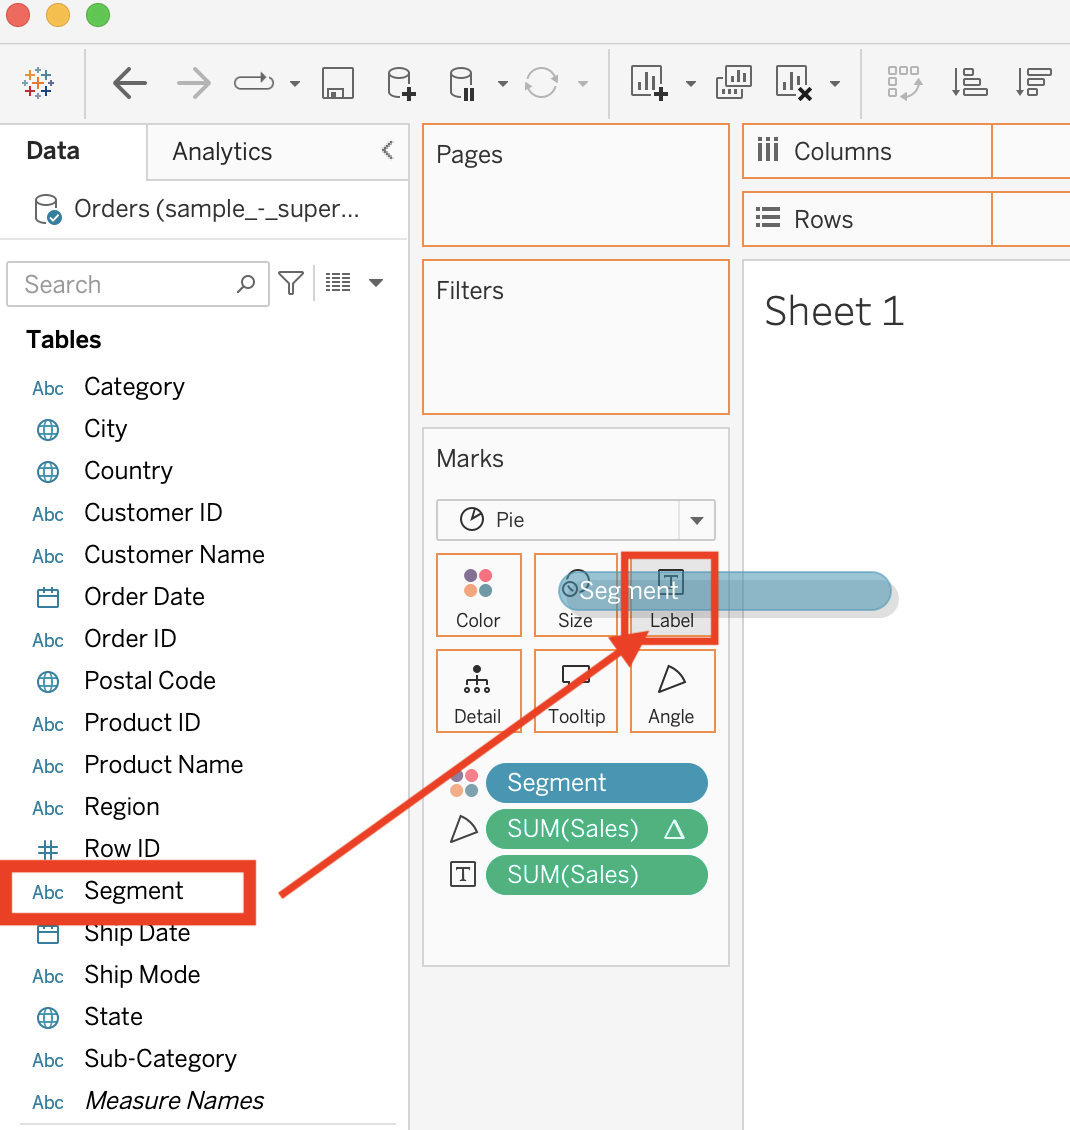 Data
Analytics
Orders (sample_-_super...
Search
Tables
Abc Category
City
Country
Abc Customer ID
Abc Customer Name
Order Date
Abc Order ID
Postal Code
Abc Product ID
Abc Product Name
Abc Region
Row ID
Abc Segment
Ship Date
Abc Ship Mode
State
Abc Sub-Category
Abc Measure Names
Pages
Filters
Marks
Pie
Segment
Color
Size
T
Label
Detail
Tooltip
Angle
Segment
SUM(Sales) Δ
T SUM(Sales)
Columns
Rows
Sheet 1